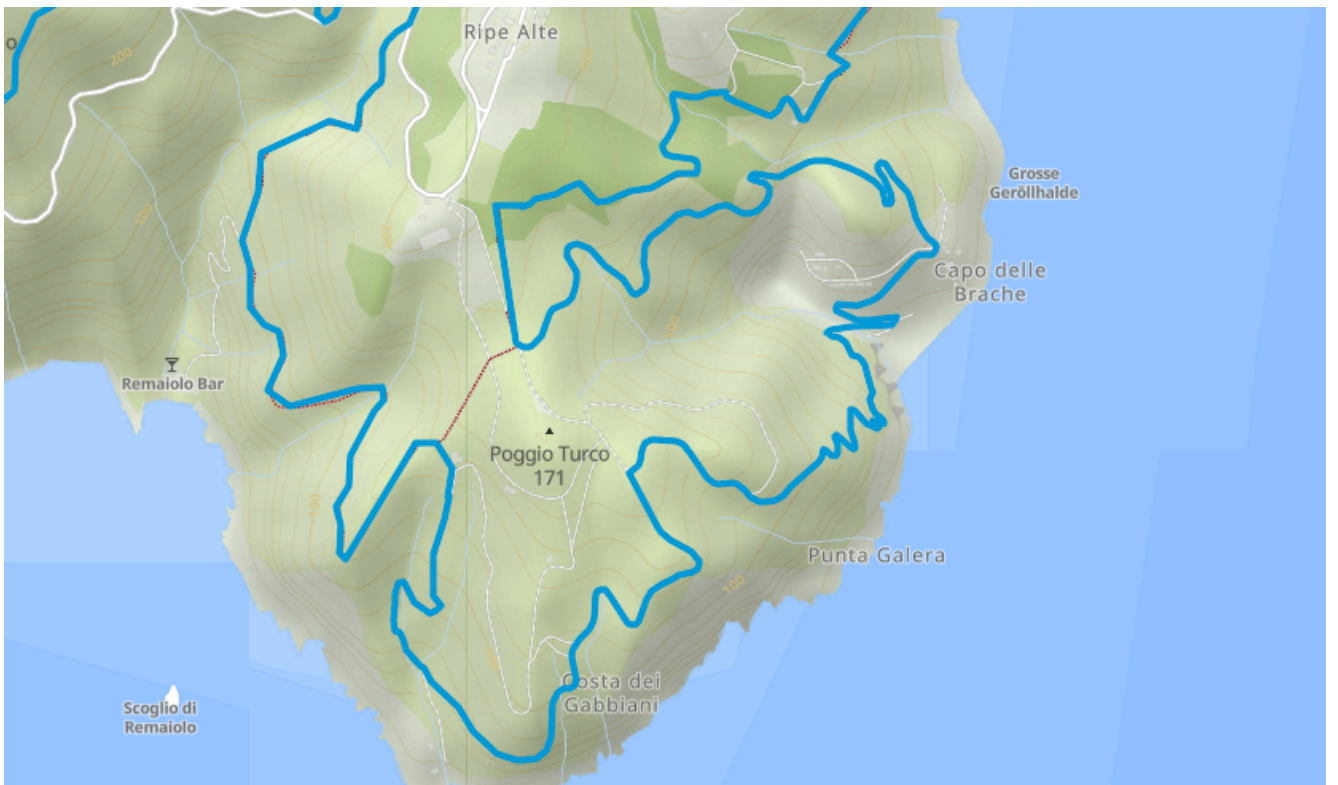 Ripe Alte
o
200
Grosse
Geröllhalde
100
Capo delle
Brache
100
Remaiolo Bar
Poggio Turco
171
100
Punta Galera
100
Costa dei
Gabbiani
Scoglio di
Remaiolo